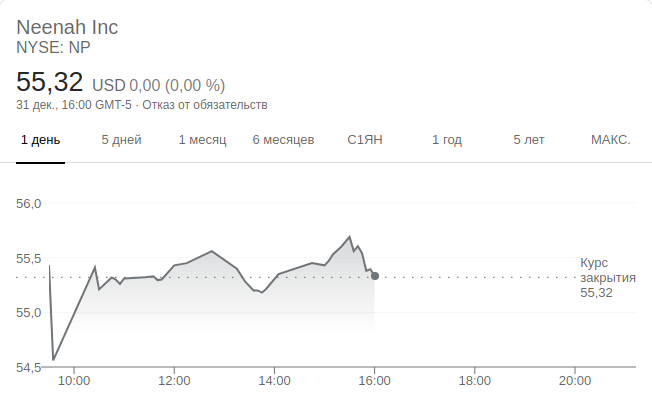 Neenah Inc
NYSE: NP
55,32 USD 0,00 (0,00 %)
31 дек., 16:00 GMT-5 · Отказ от обязательств
1 день 5 дней 1 месяц 6 месяцев С1ЯН 1 год 5 лет МАКС.
56,0
55,5
Курс
закрытия
55,32
55,0
54,5
10:00 12:00 14:00 16:00 18:00 20:00